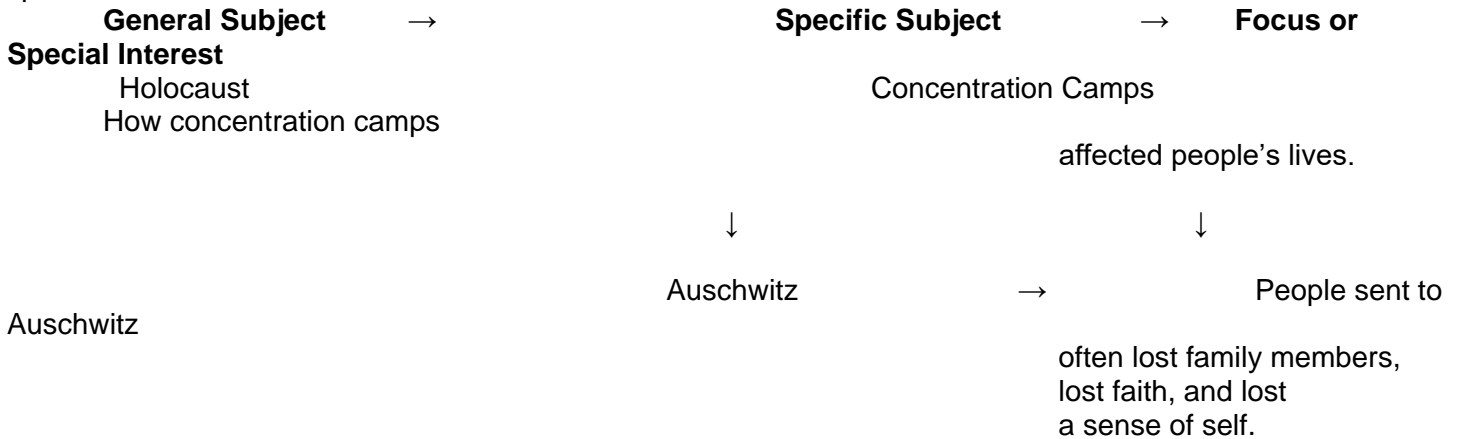 General Subject → Specific Subject → Focus or
Special Interest
Holocaust Concentration Camps
How concentration camps
affected people's lives.
↓ ↓
Auschwitz → People sent to
Auschwitz
often lost family members,
lost faith, and lost
a sense of self.